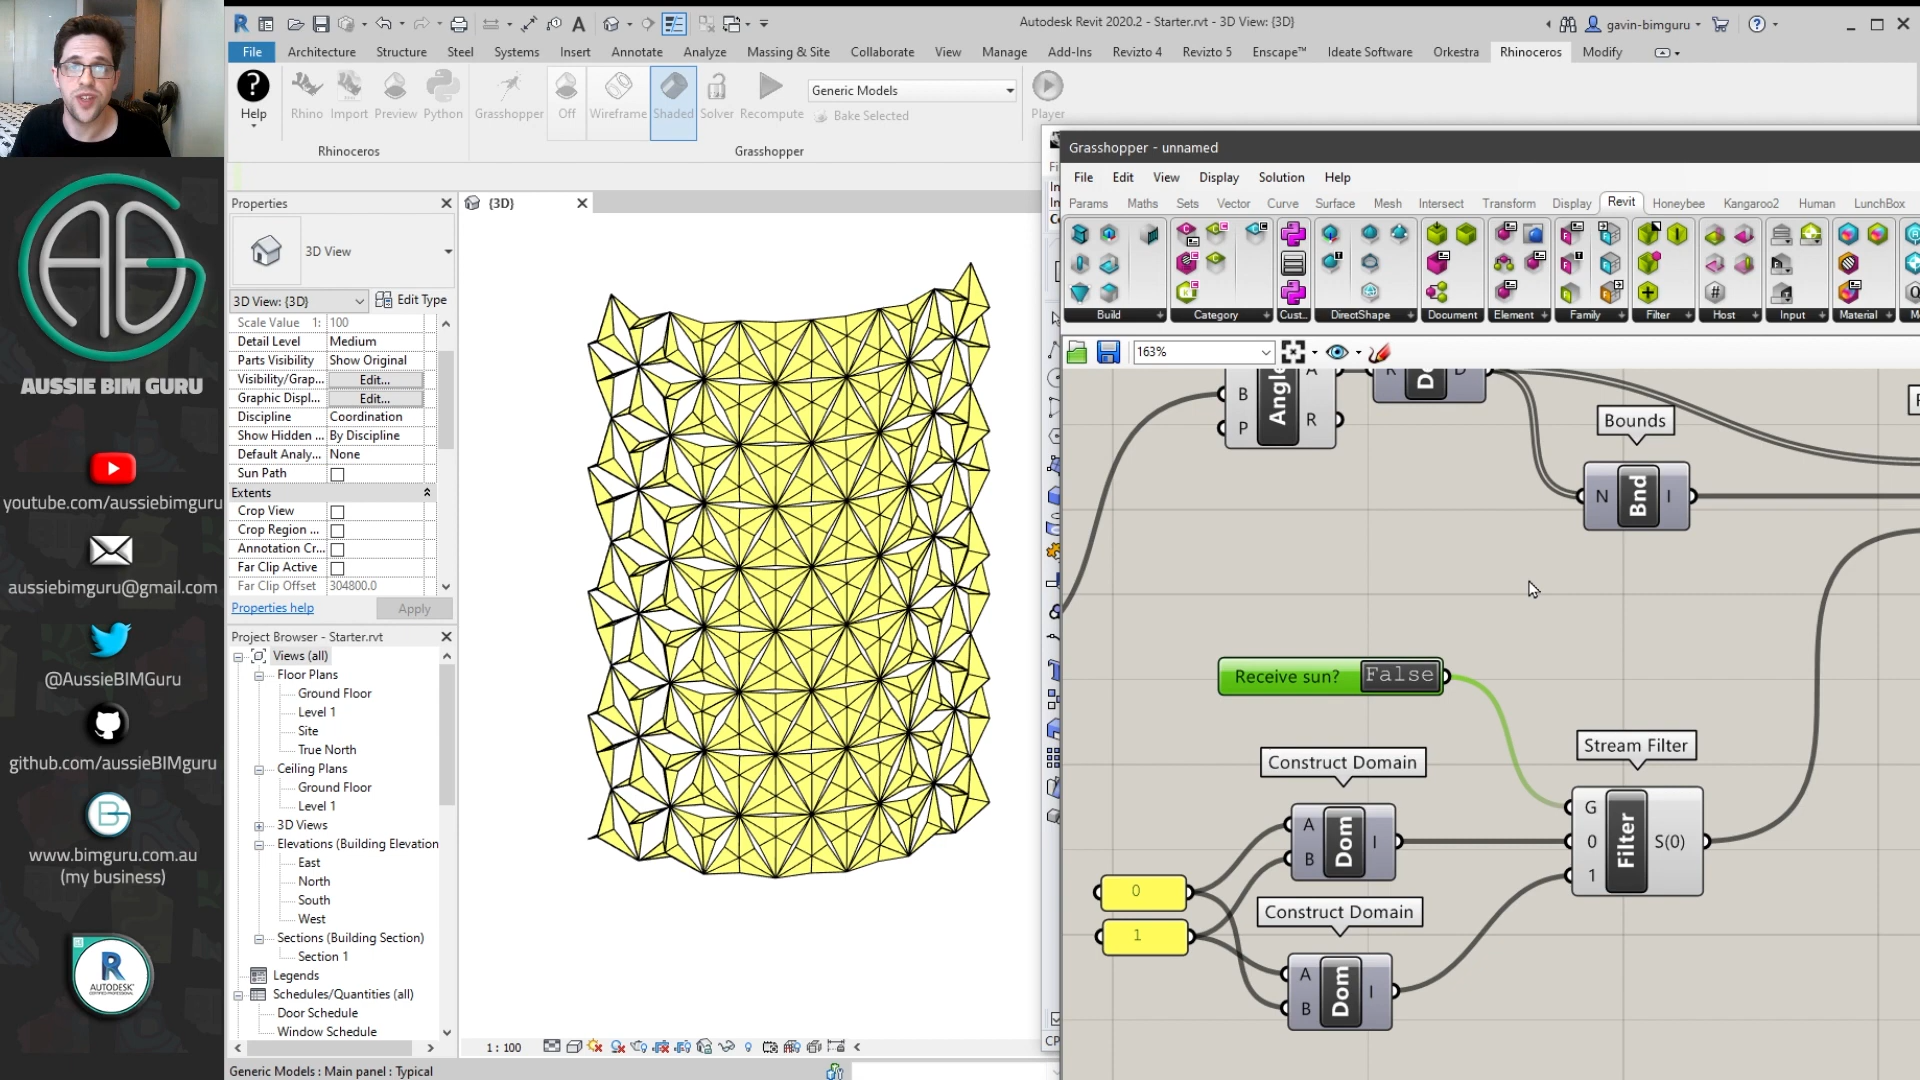 Autodesk Revit 2020.2 - Starter.rvt - 3D View: {3D}
gavin-bimguru
File
Architecture
Structure
Steel
Systems
Insert
Annotate
Analyze
Massing & Site
Collaborate
View
Manage
Add-Ins
Revizto 4
Revizto 5
Enscape™
Ideate Software
Orkestra
Rhinoceros
Modify
Help
Rhino
Import
Preview
Python
Grasshopper
Off
Wireframe
Shaded
Solver
Recompute
Generic Models
Bake Selected
Player
Rhinoceros
Grasshopper
AUSSIE BIM GURU
youtube.com/aussiebimguru
aussiebimguru@gmail.com
@AussieBIMGuru
github.com/aussieBIMguru
www.bimguru.com.au
(my business)
R
AUTODESK
Properties
{3D}
3D View
3D View: {3D}
Edit Type
Scale Value 1: 100
Detail Level Medium
Parts Visibility Show Original
Visibility/Grap... Edit...
Graphic Displ... Edit...
Discipline Coordination
Show Hidden ... By Discipline
Default Analy... None
Sun Path
Extents
Crop View
Crop Region ...
Annotation Cr...
Far Clip Active
Far Clip Offset 304800.0
Properties help
Apply
Project Browser - Starter.rvt
Views (all)
Floor Plans
Ground Floor
Level 1
Site
True North
Ceiling Plans
Ground Floor
Level 1
3D Views
Elevations (Building Elevation
East
North
South
West
Sections (Building Section)
Section 1
Legends
Schedules/Quantities (all)
Door Schedule
Window Schedule
1 : 100
Generic Models : Main panel : Typical
Grasshopper - unnamed
File Edit View Display Solution Help
Params Maths Sets Vector Curve Surface Mesh Intersect Transform Display Revit Honeybee Kangaroo2 Human LunchBox
Build
Category
Cust..
DirectShape
Document
Element
Family
Filter
Host
Input
Material
163%
B
P
Angle
A
R
R
D
Bounds
N
Bnd
I
Receive sun? False
Stream Filter
G
0
1
Filter
S(0)
Construct Domain
A
B
Dom
I
0
1
Construct Domain
A
B
Dom
I